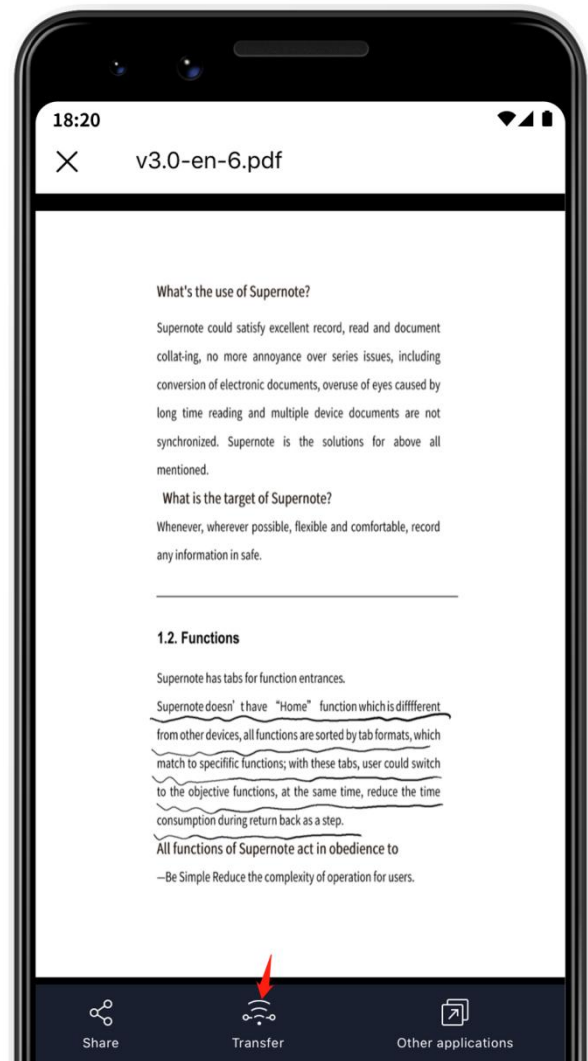 18:20
v3.0-en-6.pdf
What's the use of Supernote?
Supernote could satisfy excellent record, read and document
collat-ing, no more annoyance over series issues, including
conversion of electronic documents, overuse of eyes caused by
long time reading and multiple device documents are not
synchronized. Supernote is the solutions for above all
mentioned.
What is the target of Supernote?
Whenever, wherever possible, flexible and comfortable, record
any information in safe.
1.2. Functions
Supernote has tabs for function entrances.
Supernote doesn' t have “Home” function which is diffferent
from other devices, all functions are sorted by tab formats, which
match to specifific functions; with these tabs, user could switch
to the objective functions, at the same time, reduce the time
consumption during return back as a step.
All functions of Supernote act in obedience to
—Be Simple Reduce the complexity of operation for users.
Share Transfer Other applications